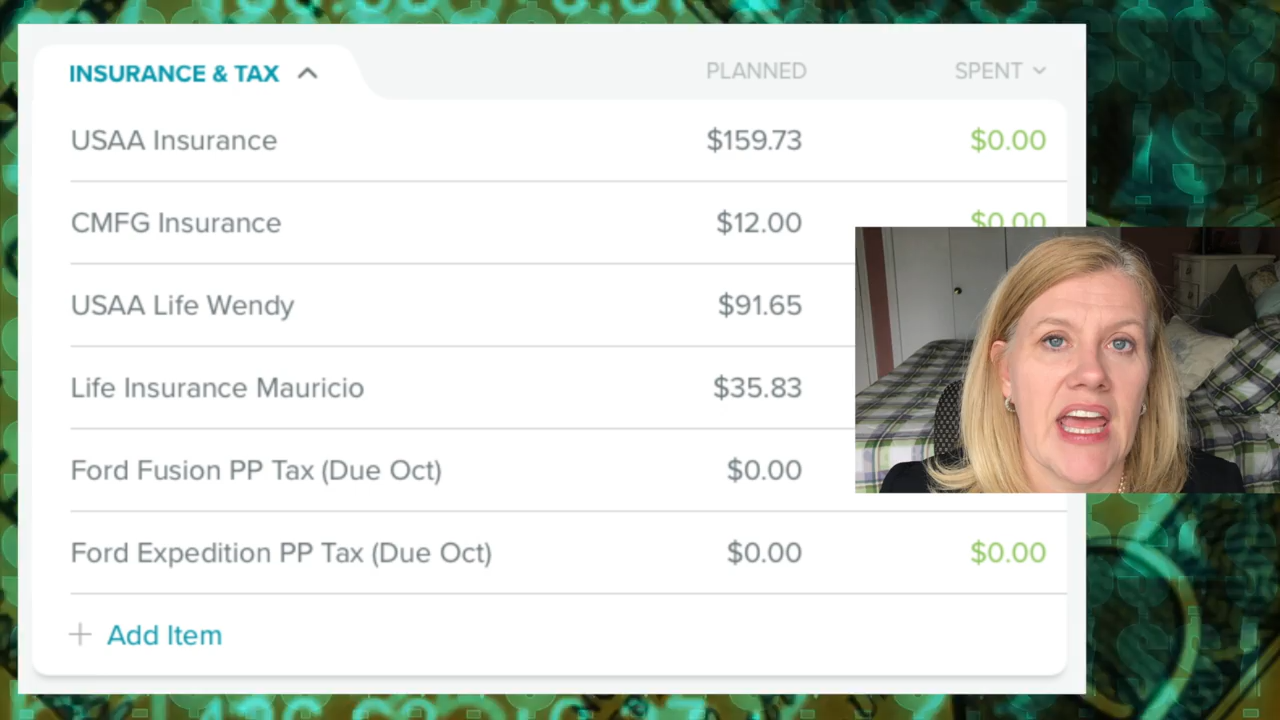 INSURANCE & TAX PLANNED SPENT
USAA Insurance $159.73 $0.00
CMFG Insurance $12.00 $0.00
USAA Life Wendy $91.65
Life Insurance Mauricio $35.83
Ford Fusion PP Tax (Due Oct) $0.00
Ford Expedition PP Tax (Due Oct) $0.00 $0.00
+ Add Item